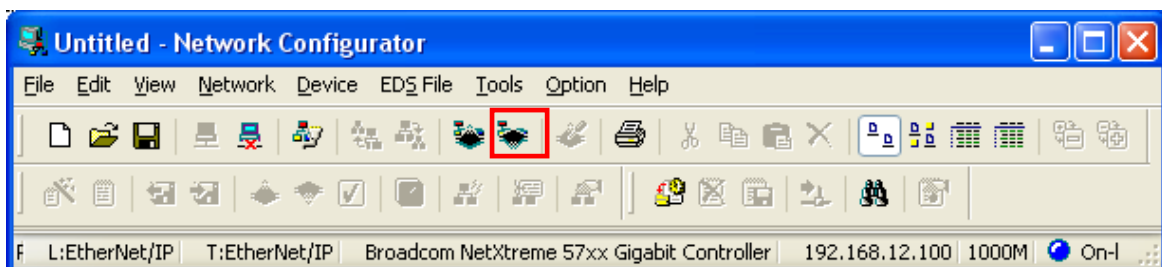 Untitled - Network Configurator
File Edit View Network Device EDS File Tools Option Help
L:EtherNet/IP T:EtherNet/IP Broadcom NetXtreme 57xx Gigabit Controller 192.168.12.100 1000M On-l